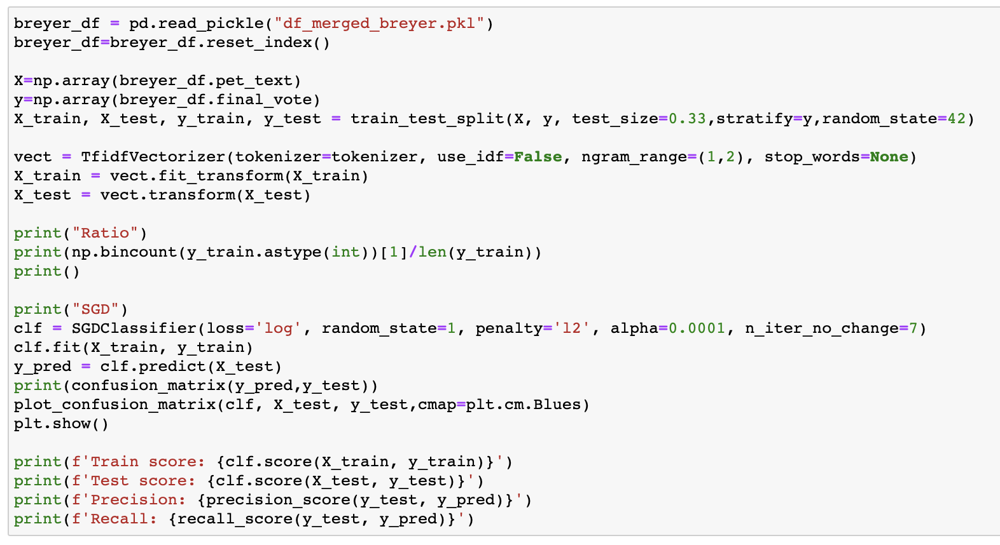 breyer_df = pd.read_pickle("df_merged_breyer.pkl")
breyer_df=breyer_df.reset_index()
X=np.array(breyer_df.pet_text)
y=np.array(breyer_df.final_vote)
X_train, X_test, y_train, y_test = train_test_split(X, y, test_size=0.33,stratify=y,random_state=42)
vect = TfidfVectorizer(tokenizer=tokenizer, use_idf=False, ngram_range=(1,2), stop_words=None)
X_train = vect.fit_transform(X_train)
X_test = vect.transform(X_test)
print("Ratio")
print(np.bincount(y_train.astype(int))[1]/len(y_train))
print()
print("SGD")
clf = SGDClassifier(loss='log', random_state=1, penalty='l2', alpha=0.0001, n_iter_no_change=7)
clf.fit(X_train, y_train)
y_pred = clf.predict(X_test)
print(confusion_matrix(y_pred,y_test))
plot_confusion_matrix(clf, X_test, y_test,cmap=plt.cm.Blues)
plt.show()
print(f'Train score: {clf.score(X_train, y_train)}')
print(f'Test score: {clf.score(X_test, y_test)}')
print(f'Precision: {precision_score(y_test, y_pred)}')
print(f'Recall: {recall_score(y_test, y_pred)}')